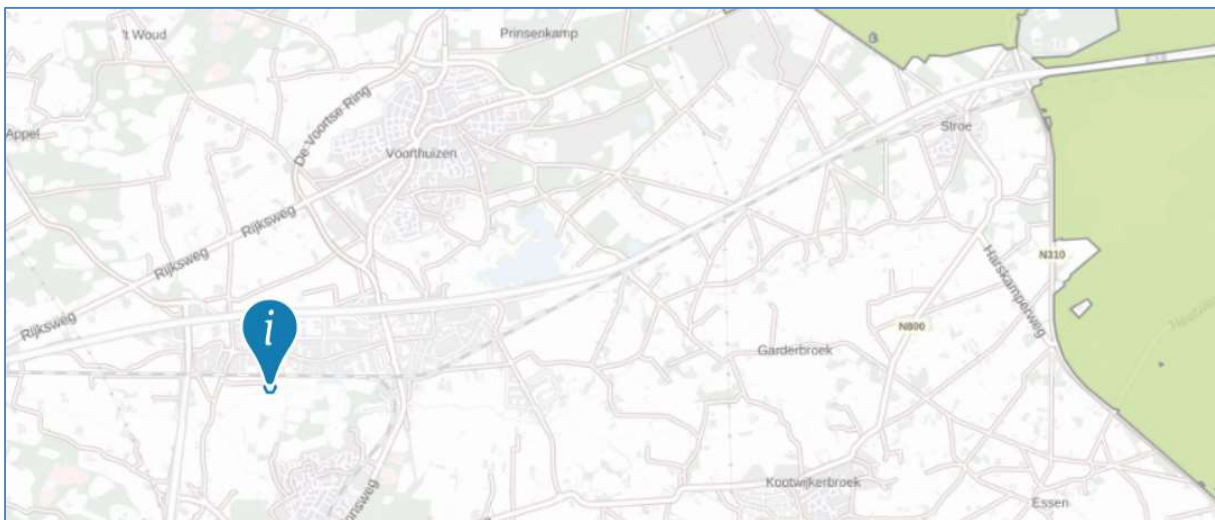 't Woud
Prinsenkamp
De Voortse Ring
Appel
Stroe
Voorthuizen
Rijksweg
Rijksweg
N310
Harskamperweg
Rijksweg
i
N800
Garderbroek
Kootwijkerbroek
Essen